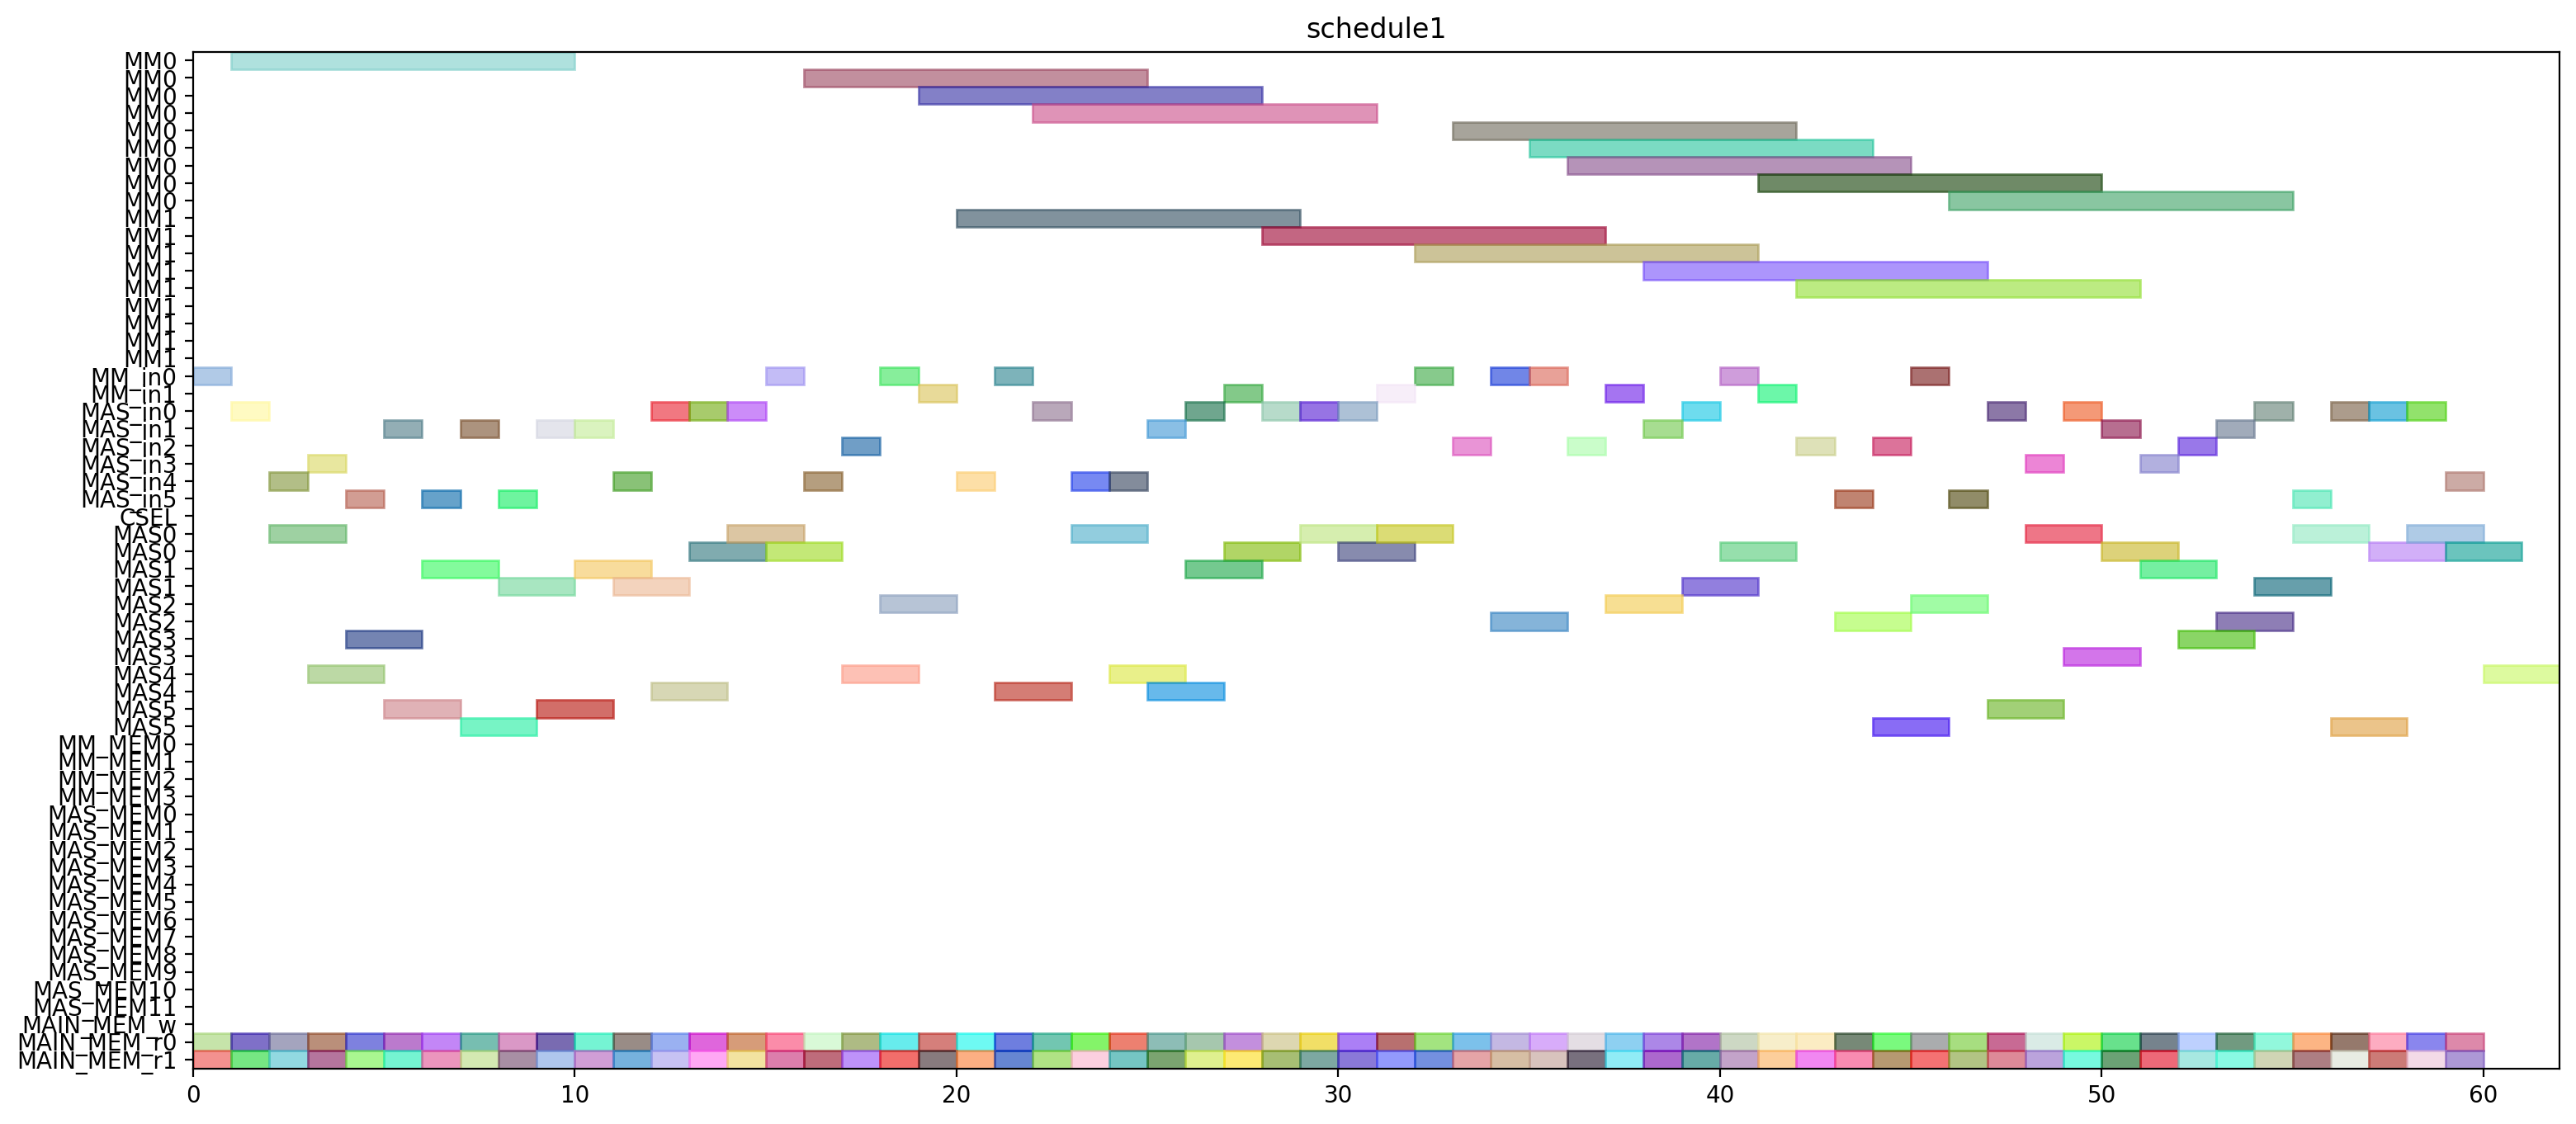 schedule1
MM0
MM0
MM0
MM0
MM0
MM0
MM0
MM0
MM0
MM1
MM1
MM1
MM1
MM1
MM1
MM1
MM1
MM1
MM_in0
MM_in1
MAS_in0
MAS_in1
MAS_in2
MAS_in3
MAS_in4
MAS_in5
CSEL
MAS0
MAS0
MAS1
MAS1
MAS2
MAS2
MAS3
MAS3
MAS4
MAS4
MAS5
MAS5
MM_MEM0
MM_MEM1
MM_MEM2
MM_MEM3
MAS_MEM0
MAS_MEM1
MAS_MEM2
MAS_MEM3
MAS_MEM4
MAS_MEM5
MAS_MEM6
MAS_MEM7
MAS_MEM8
MAS_MEM9
MAS_MEM10
MAS_MEM11
MAIN_MEM_w
MAIN_MEM_r0
MAIN_MEM_r1
0 10 20 30 40 50 60